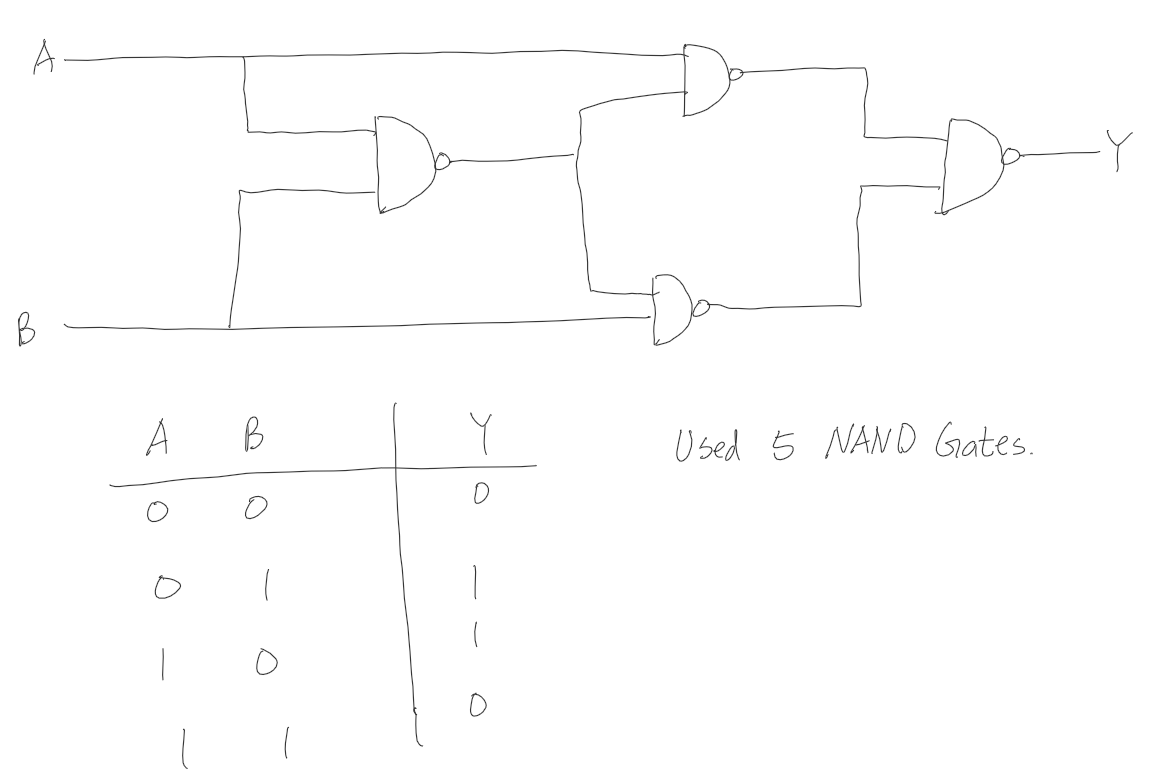 A
Y
B
A B Y
0 0 0
0 1 1
1 0 1
1 1 0
Used 5 NAND Gates.